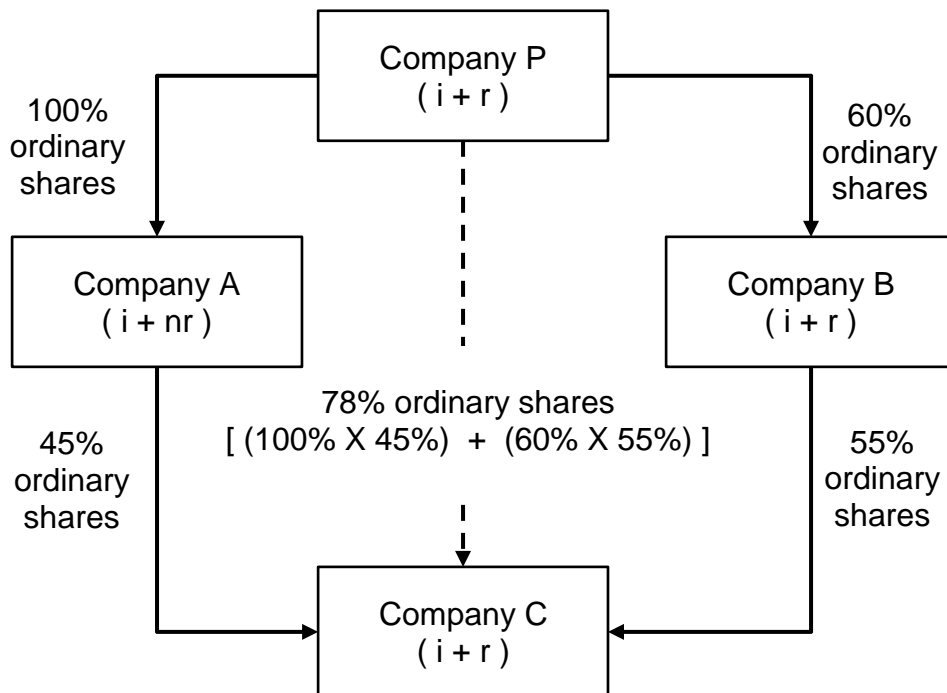 Company P
( i + r )
100%
ordinary
shares
60%
ordinary
shares
Company A
( i + nr )
Company B
( i + r )
78% ordinary shares
[ (100% X 45%) + (60% X 55%) ]
45%
ordinary
shares
55%
ordinary
shares
Company C
( i + r )